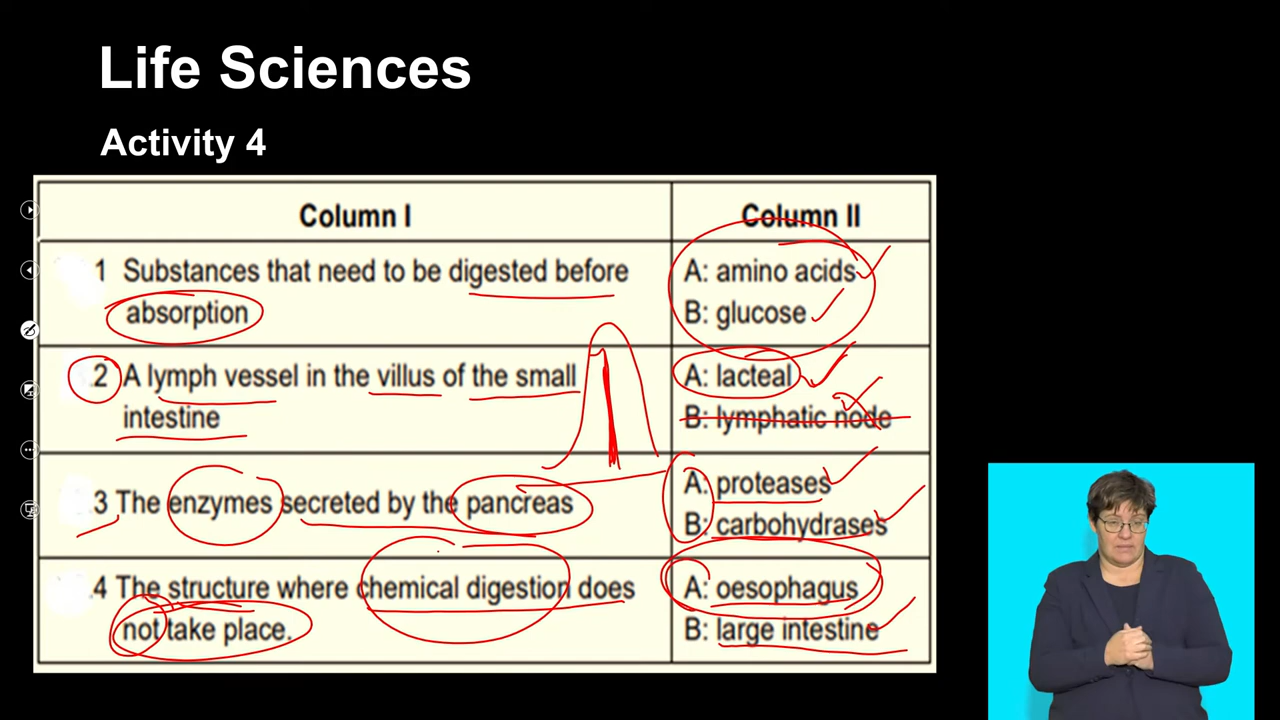 Life Sciences
Activity 4
Column I
Column II
1 Substances that need to be digested before
absorption
A: amino acids
B: glucose
.2 A lymph vessel in the villus of the small
intestine
A: lacteal
B: lymphatic node
.3 The enzymes secreted by the pancreas
A: proteases
B: carbohydrases
.4 The structure where chemical digestion does
not take place.
A: oesophagus
B: large intestine